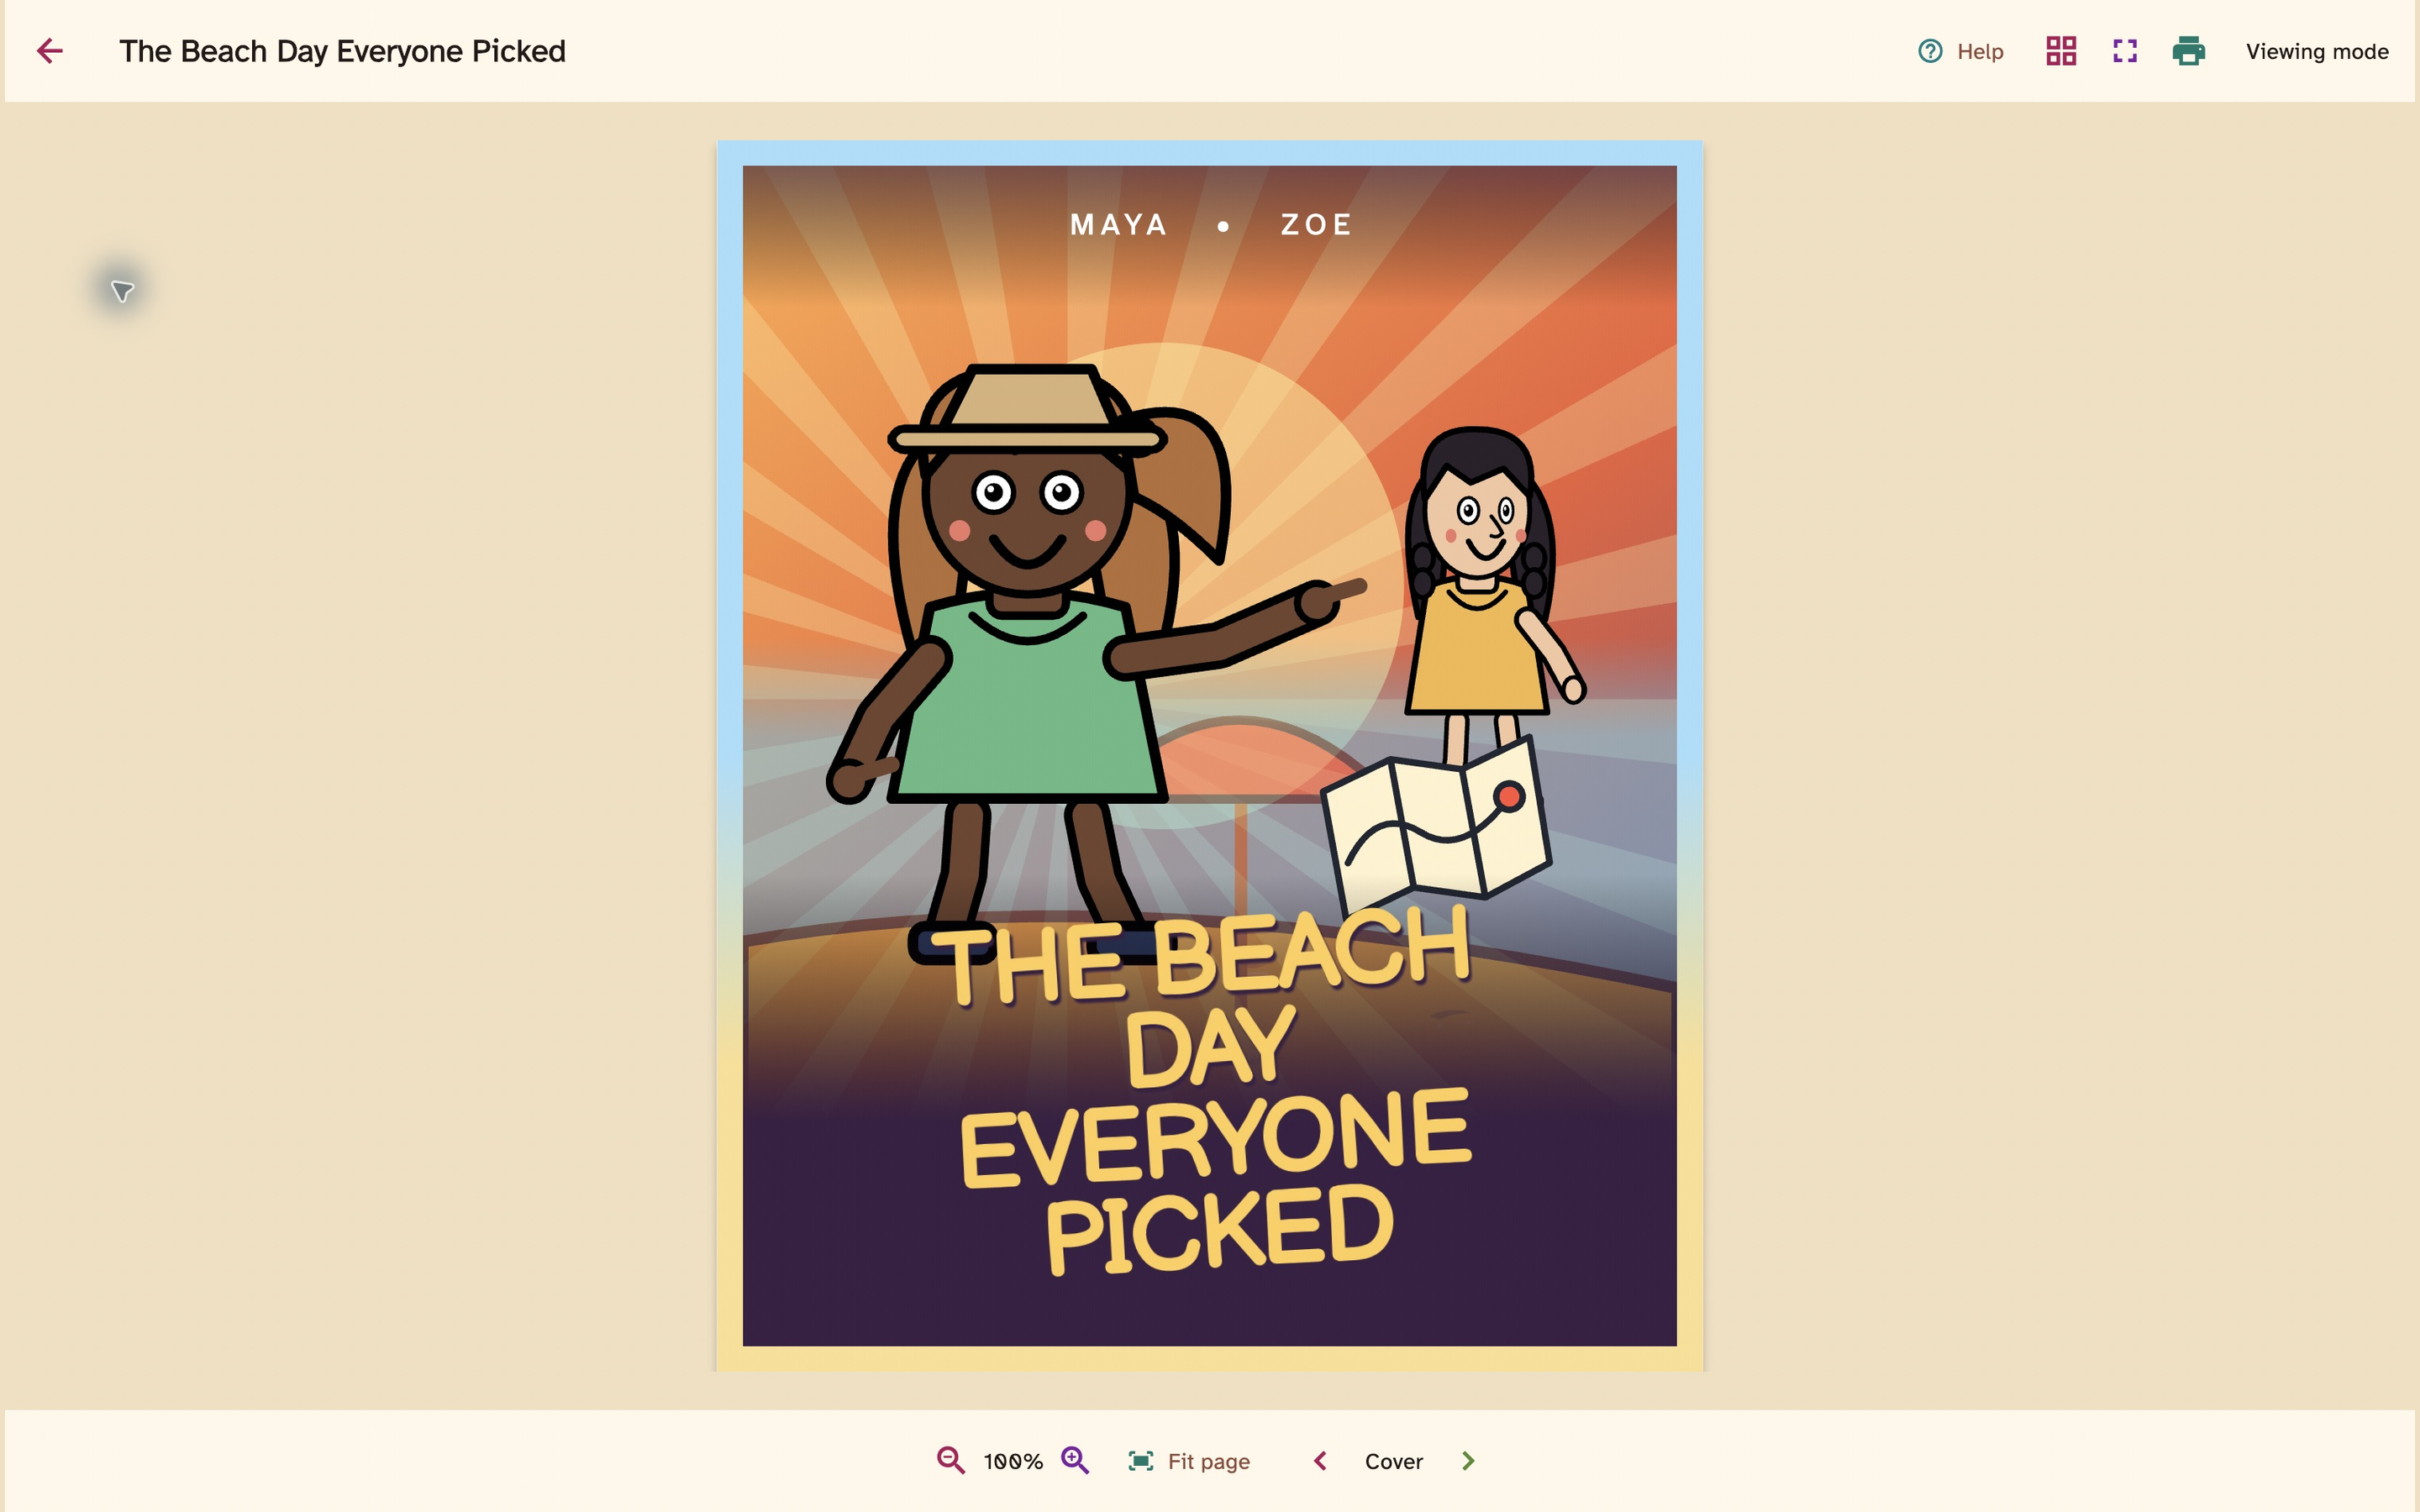 The Beach Day Everyone Picked
Help
Viewing mode
MAYA • ZOE
THE BEACH
DAY
EVERYONE
PICKED
100%
Fit page
Cover